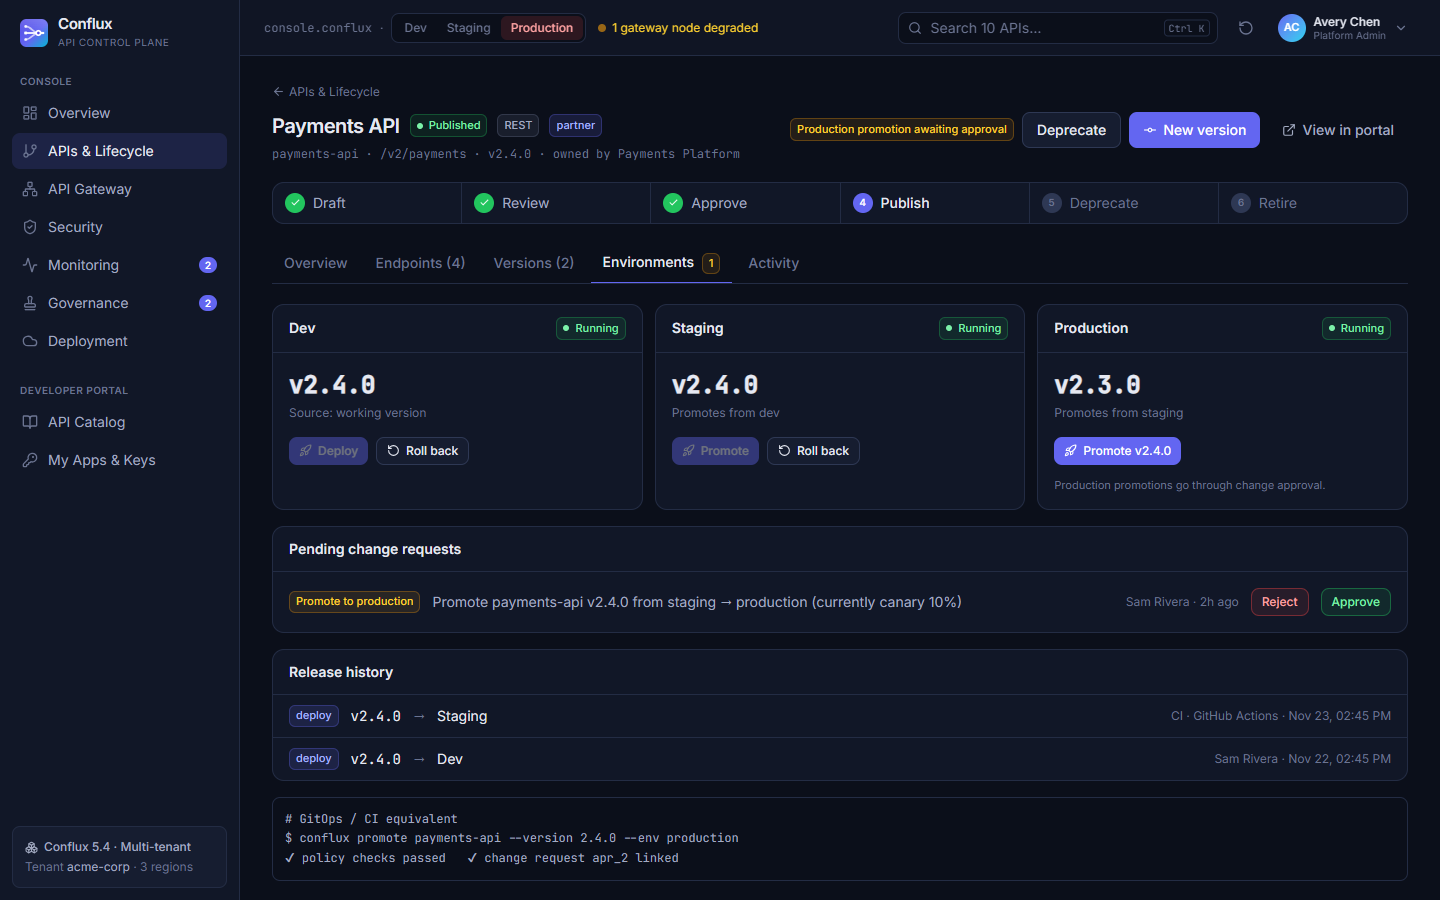 Conflux
API CONTROL PLANE
CONSOLE
Overview
APIs & Lifecycle
API Gateway
Security
Monitoring 2
Governance 2
Deployment
DEVELOPER PORTAL
API Catalog
My Apps & Keys
Conflux 5.4 · Multi-tenant
Tenant acme-corp · 3 regions
console.conflux · Dev Staging Production 1 gateway node degraded
Search 10 APIs... Ctrl K
AC Avery Chen
Platform Admin
← APIs & Lifecycle
Payments API Published REST partner
payments-api · /v2/payments · v2.4.0 · owned by Payments Platform
Production promotion awaiting approval Deprecate New version View in portal
Draft Review Approve 4 Publish 5 Deprecate 6 Retire
Overview Endpoints (4) Versions (2) Environments 1 Activity
Dev Running
v2.4.0
Source: working version
Deploy Roll back
Staging Running
v2.4.0
Promotes from dev
Promote Roll back
Production Running
v2.3.0
Promotes from staging
Promote v2.4.0
Production promotions go through change approval.
Pending change requests
Promote to production Promote payments-api v2.4.0 from staging → production (currently canary 10%) Sam Rivera · 2h ago Reject Approve
Release history
deploy v2.4.0 → Staging CI · GitHub Actions · Nov 23, 02:45 PM
deploy v2.4.0 → Dev Sam Rivera · Nov 22, 02:45 PM
# GitOps / CI equivalent
$ conflux promote payments-api --version 2.4.0 --env production
✓ policy checks passed ✓ change request apr_2 linked